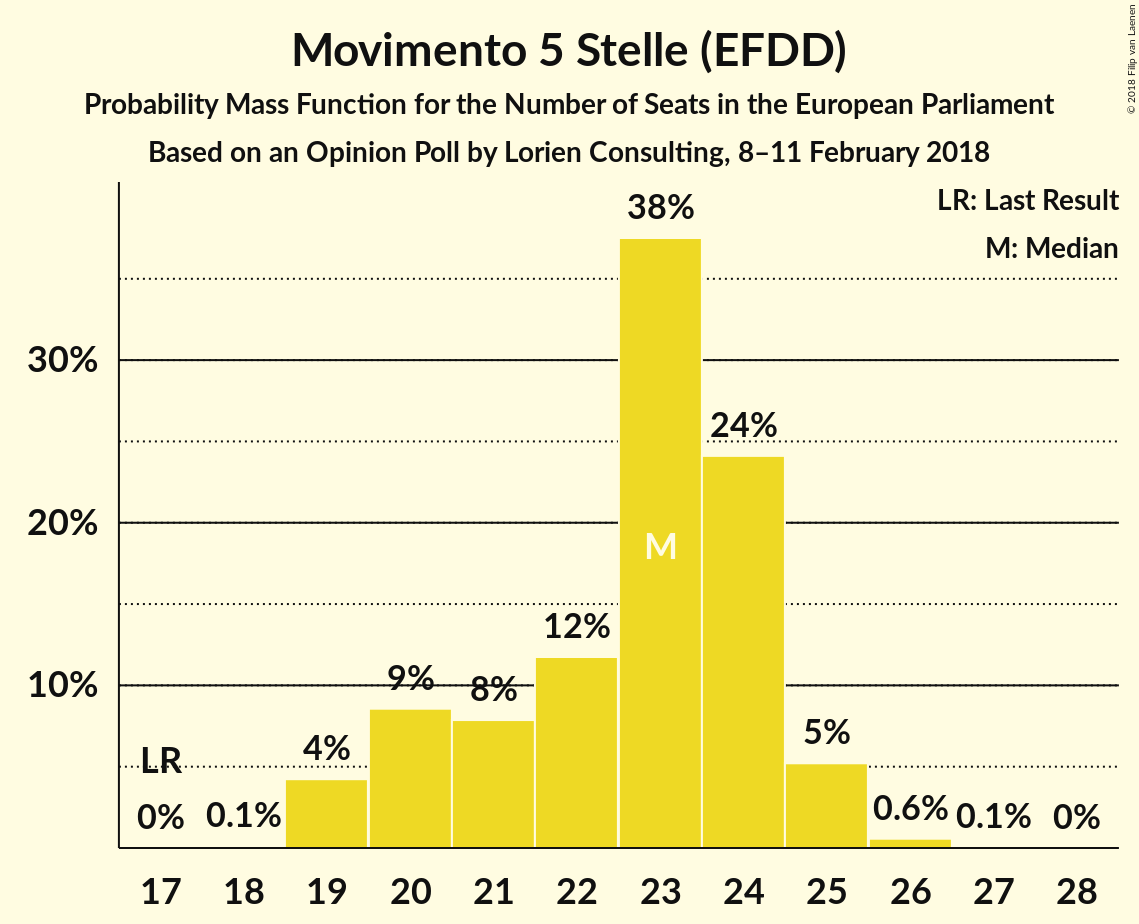 Movimento 5 Stelle (EFDD)
Probability Mass Function for the Number of Seats in the European Parliament
Based on an Opinion Poll by Lorien Consulting, 8–11 February 2018
© 2018 Filip van Laenen
LR: Last Result
M: Median
38%
30%
24%
20%
M
12%
10%
9%
8%
5%
4%
LR
0%
0.1%
0.6%
0.1%
0%
17 18 19 20 21 22 23 24 25 26 27 28